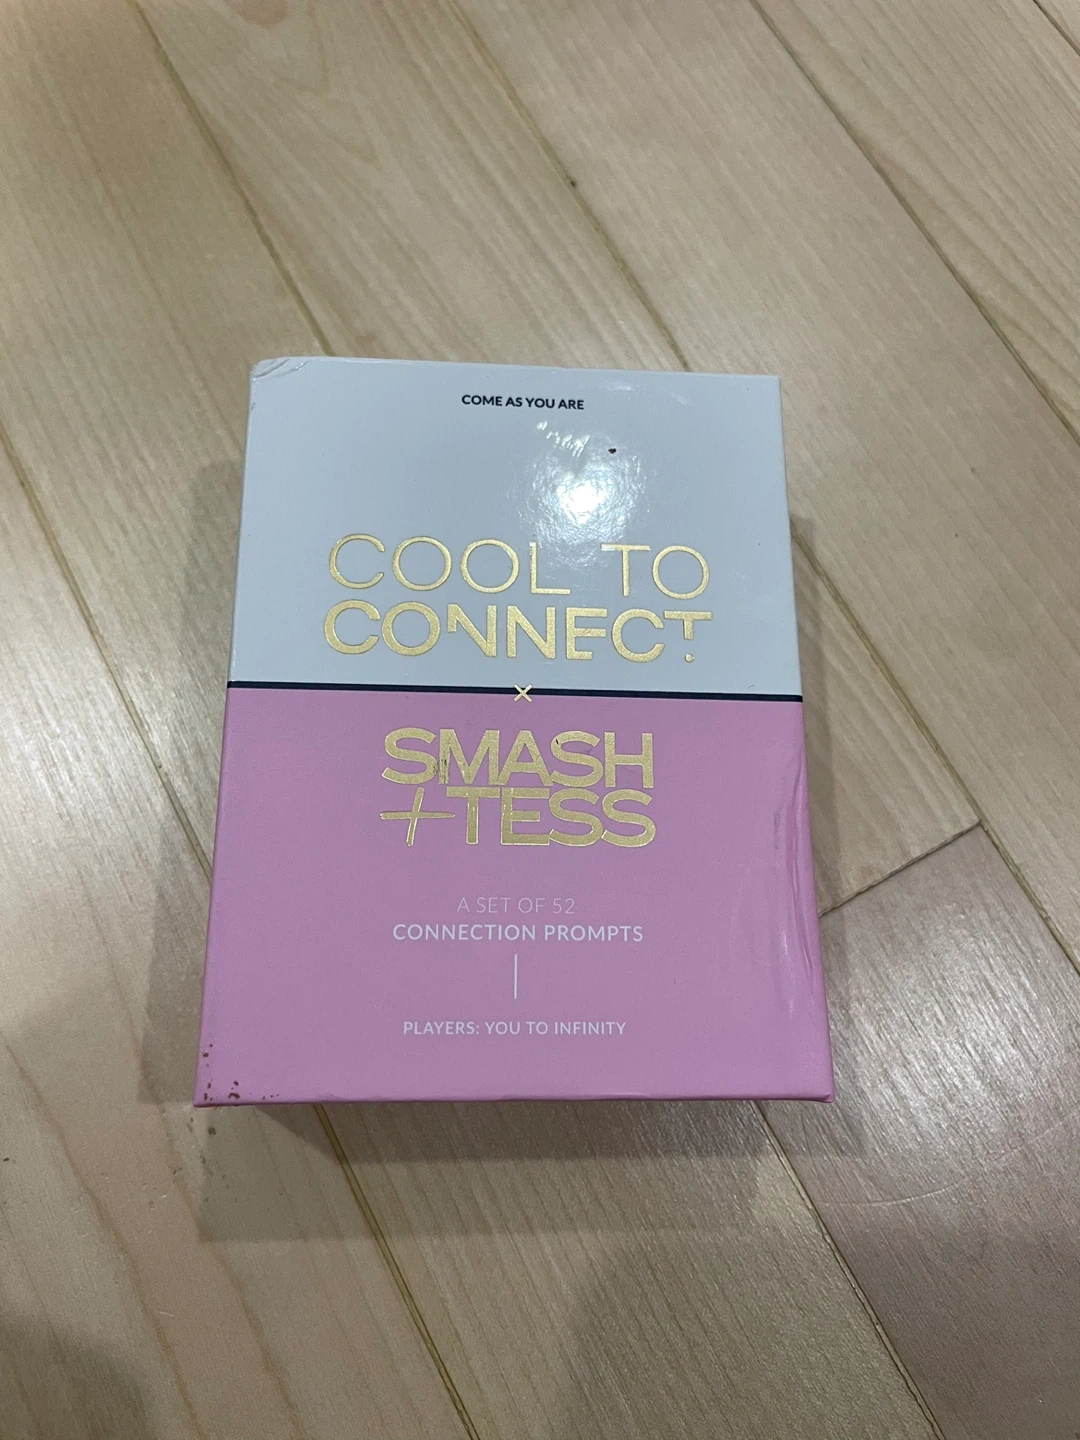 COME AS YOU ARE
COOL TO
CONNECT.
×
SMASH
+TESS
A SET OF 52
CONNECTION PROMPTS
PLAYERS: YOU TO INFINITY